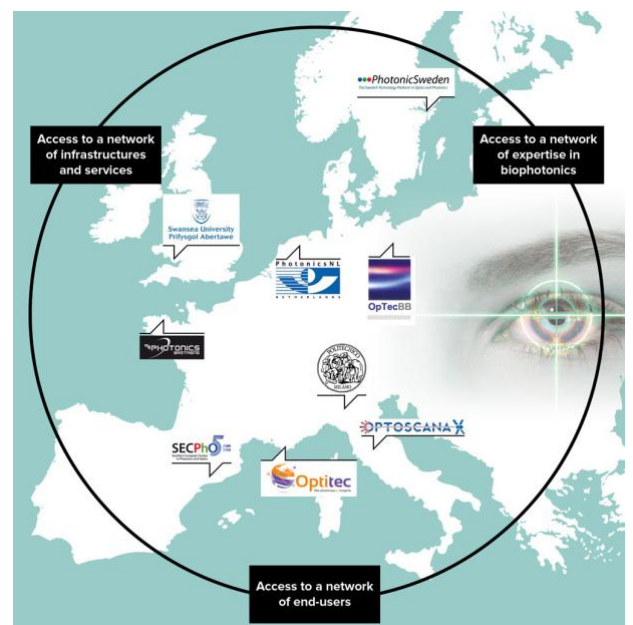 PhotonicSweden
The Swedish Technology Platform in Optics and Photonics
Access to a network
of infrastructures
and services
Access to a network
of expertise in
biophotonics
Swansea University
Prifysgol Abertawe
PhotonicsNL
NETHERLANDS
OpTecBB
PHOTONICS
BRETAGNE
POLITECNICO
MILANO
OPTOSCANA
SECPhO
Optitec
Access to a network
of end-users